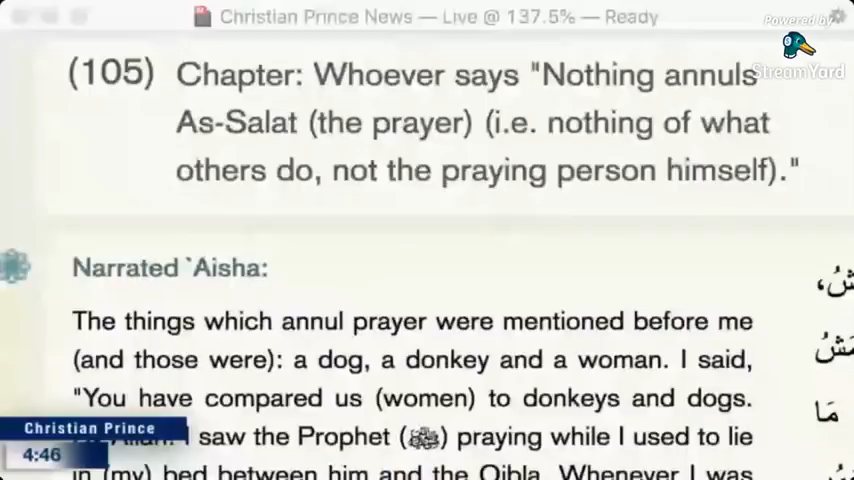 Christian Prince News — Live @ 137.5% — Ready
Powered by
StreamYard
(105) Chapter: Whoever says "Nothing annuls
As-Salat (the prayer) (i.e. nothing of what
others do, not the praying person himself)."
Narrated `Aisha:
The things which annul prayer were mentioned before me
(and those were): a dog, a donkey and a woman. I said,
"You have compared us (women) to donkeys and dogs.
I saw the Prophet (ﷺ) praying while I used to lie
in (my) bed between him and the Qibla. Whenever I was
ما
Christian Prince
4:46